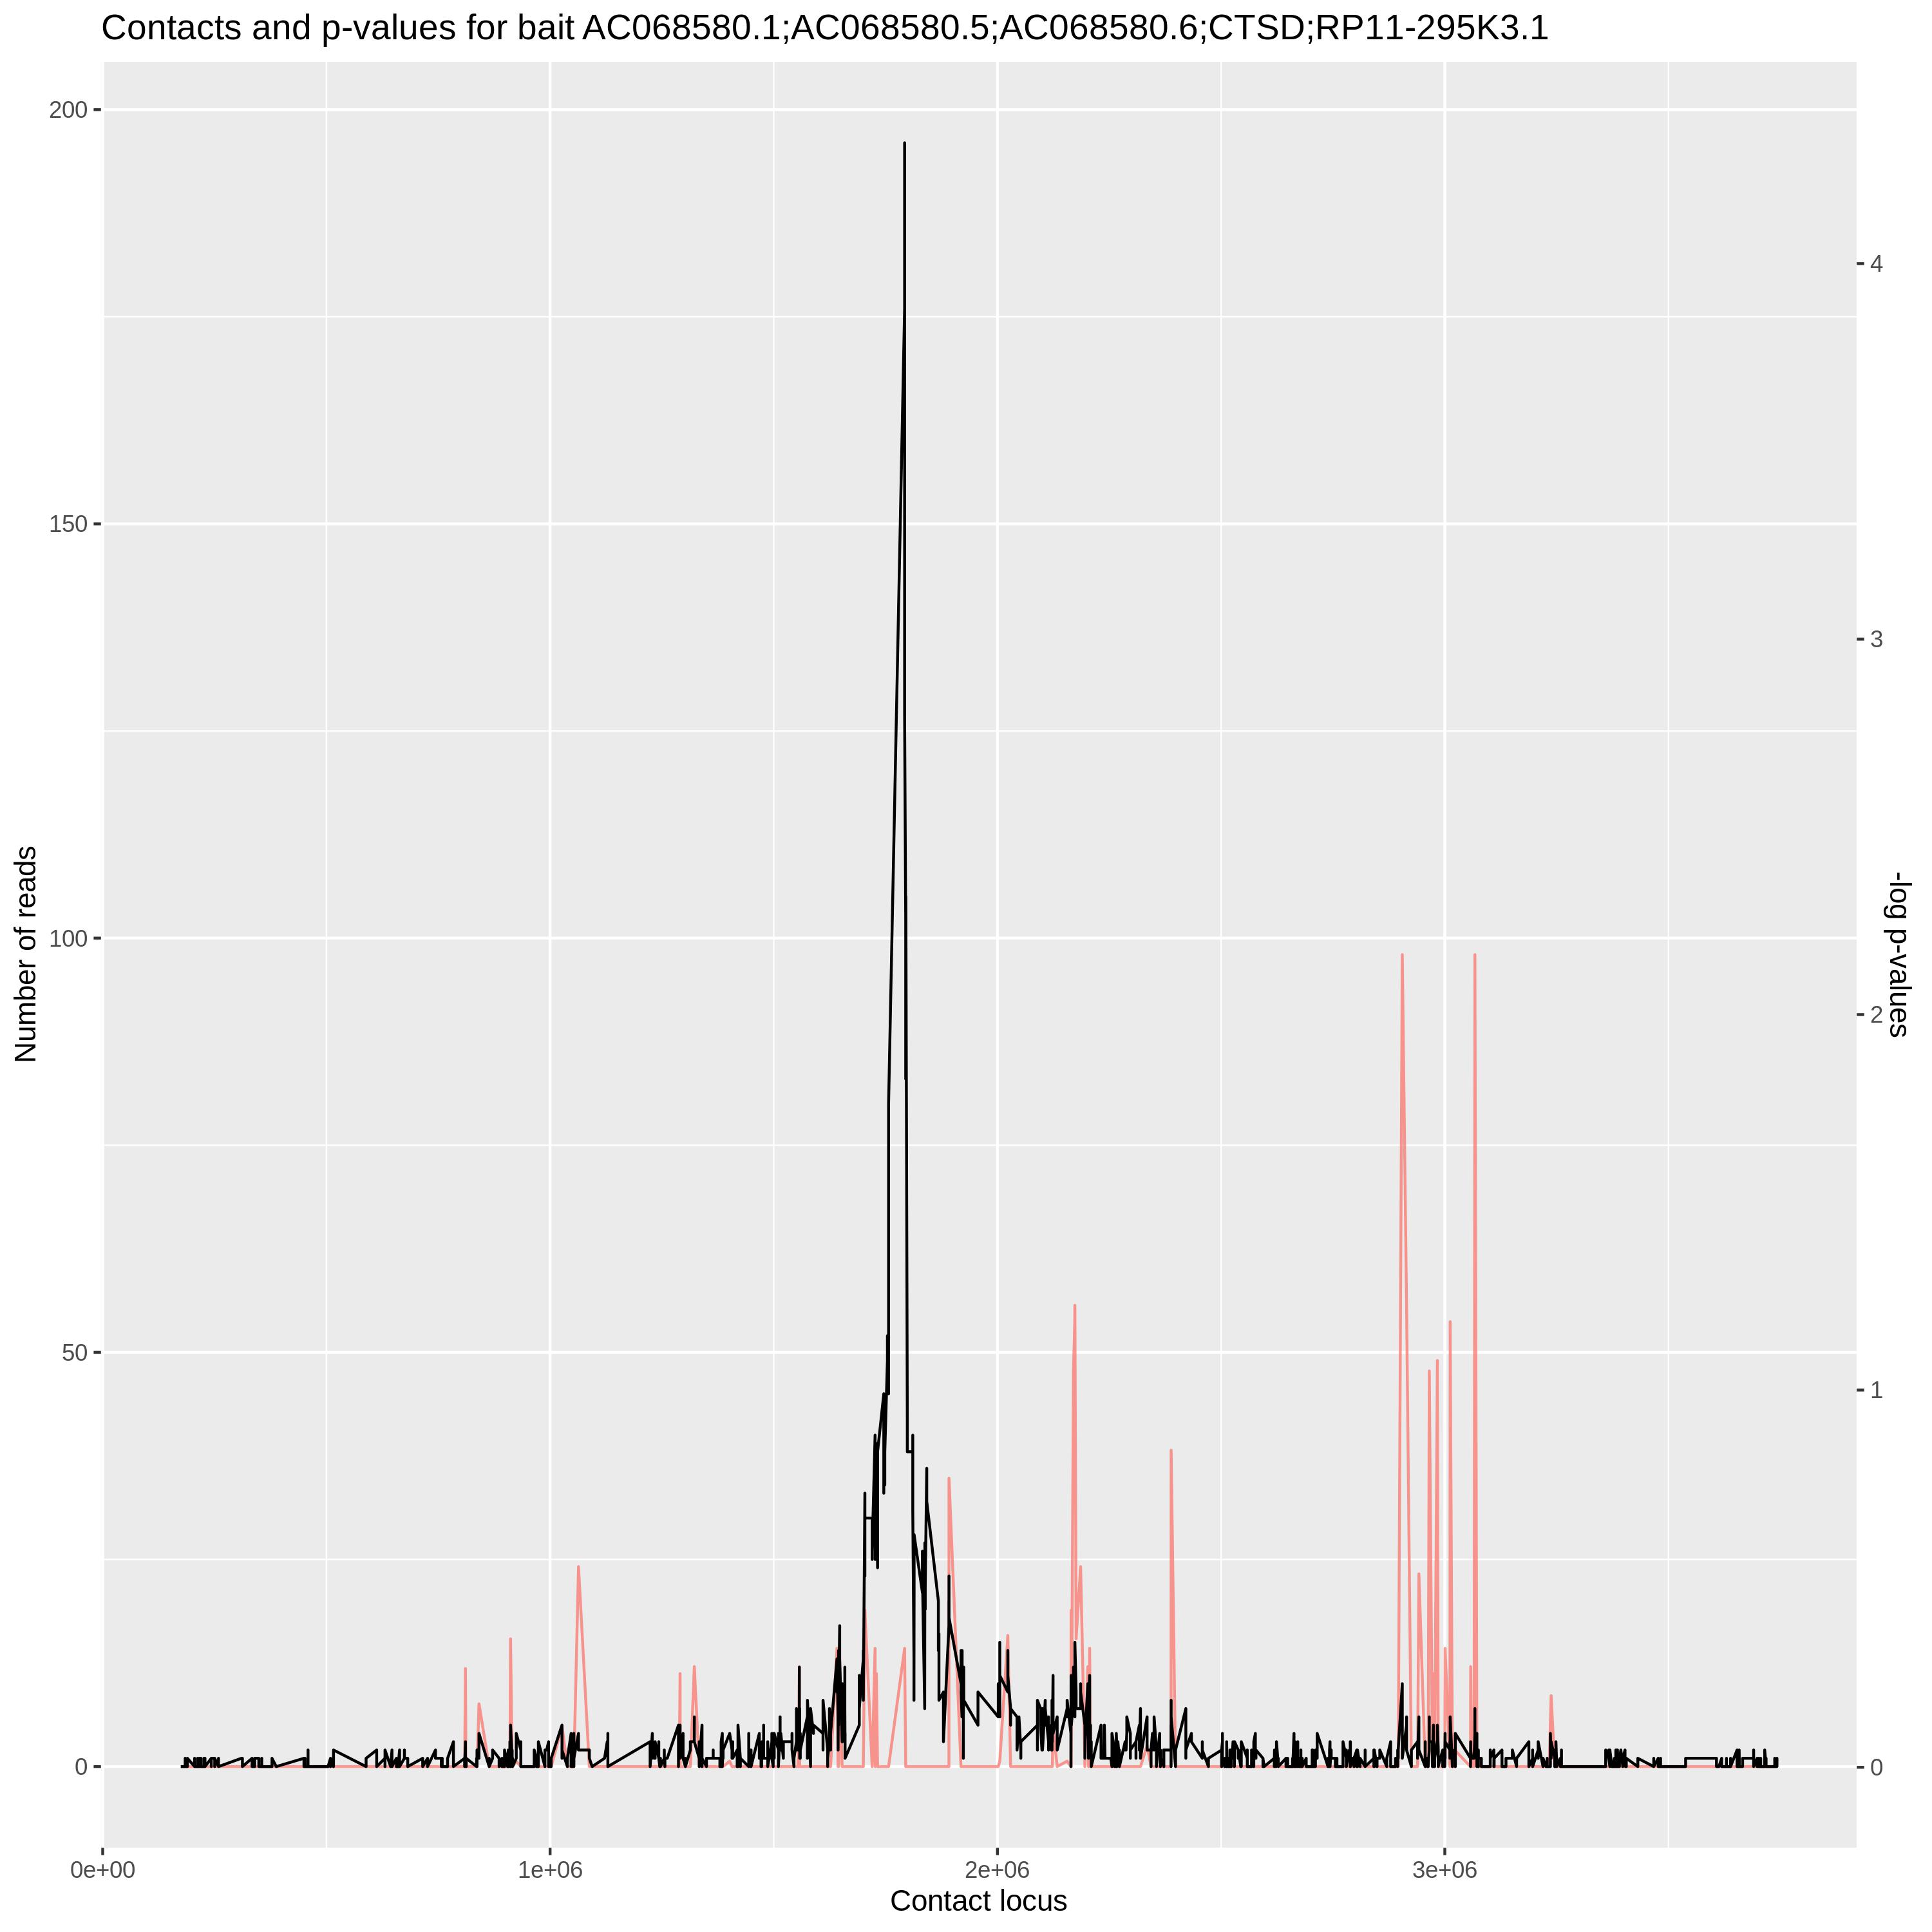 Contacts and p-values for bait AC068580.1;AC068580.5;AC068580.6;CTSD;RP11-295K3.1
200
150
100
50
0
Number of reads
4
3
2
1
0
-log p-values
0e+00 1e+06 2e+06 3e+06
Contact locus